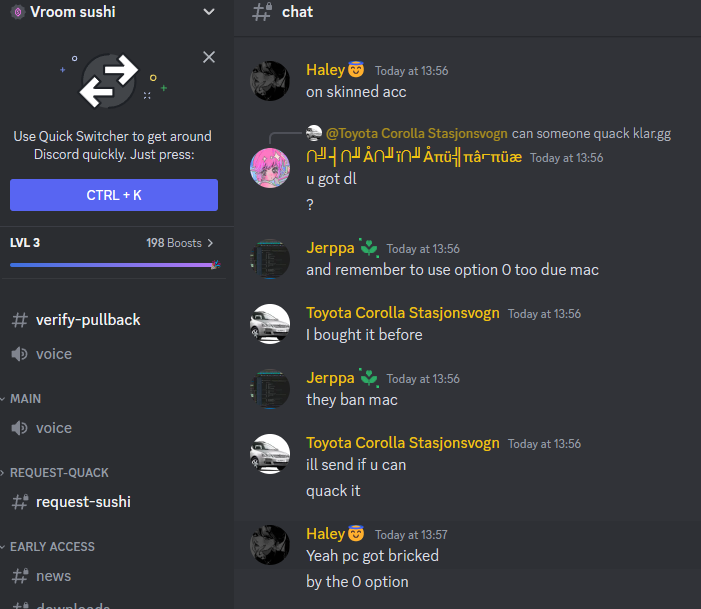 Vroom sushi
Use Quick Switcher to get around
Discord quickly. Just press:
CTRL + K
LVL 3
198 Boosts
verify-pullback
voice
MAIN
voice
REQUEST-QUACK
request-sushi
EARLY ACCESS
news
downloads
chat
Haley Today at 13:56
on skinned acc
@Toyota Corolla Stasjonsvogn can someone quack klar.gg
Today at 13:56
u got dl
?
Jerppa Today at 13:56
and remember to use option 0 too due mac
Toyota Corolla Stasjonsvogn Today at 13:56
I bought it before
Jerppa Today at 13:56
they ban mac
Toyota Corolla Stasjonsvogn Today at 13:56
ill send if u can
quack it
Haley Today at 13:57
Yeah pc got bricked
by the 0 option